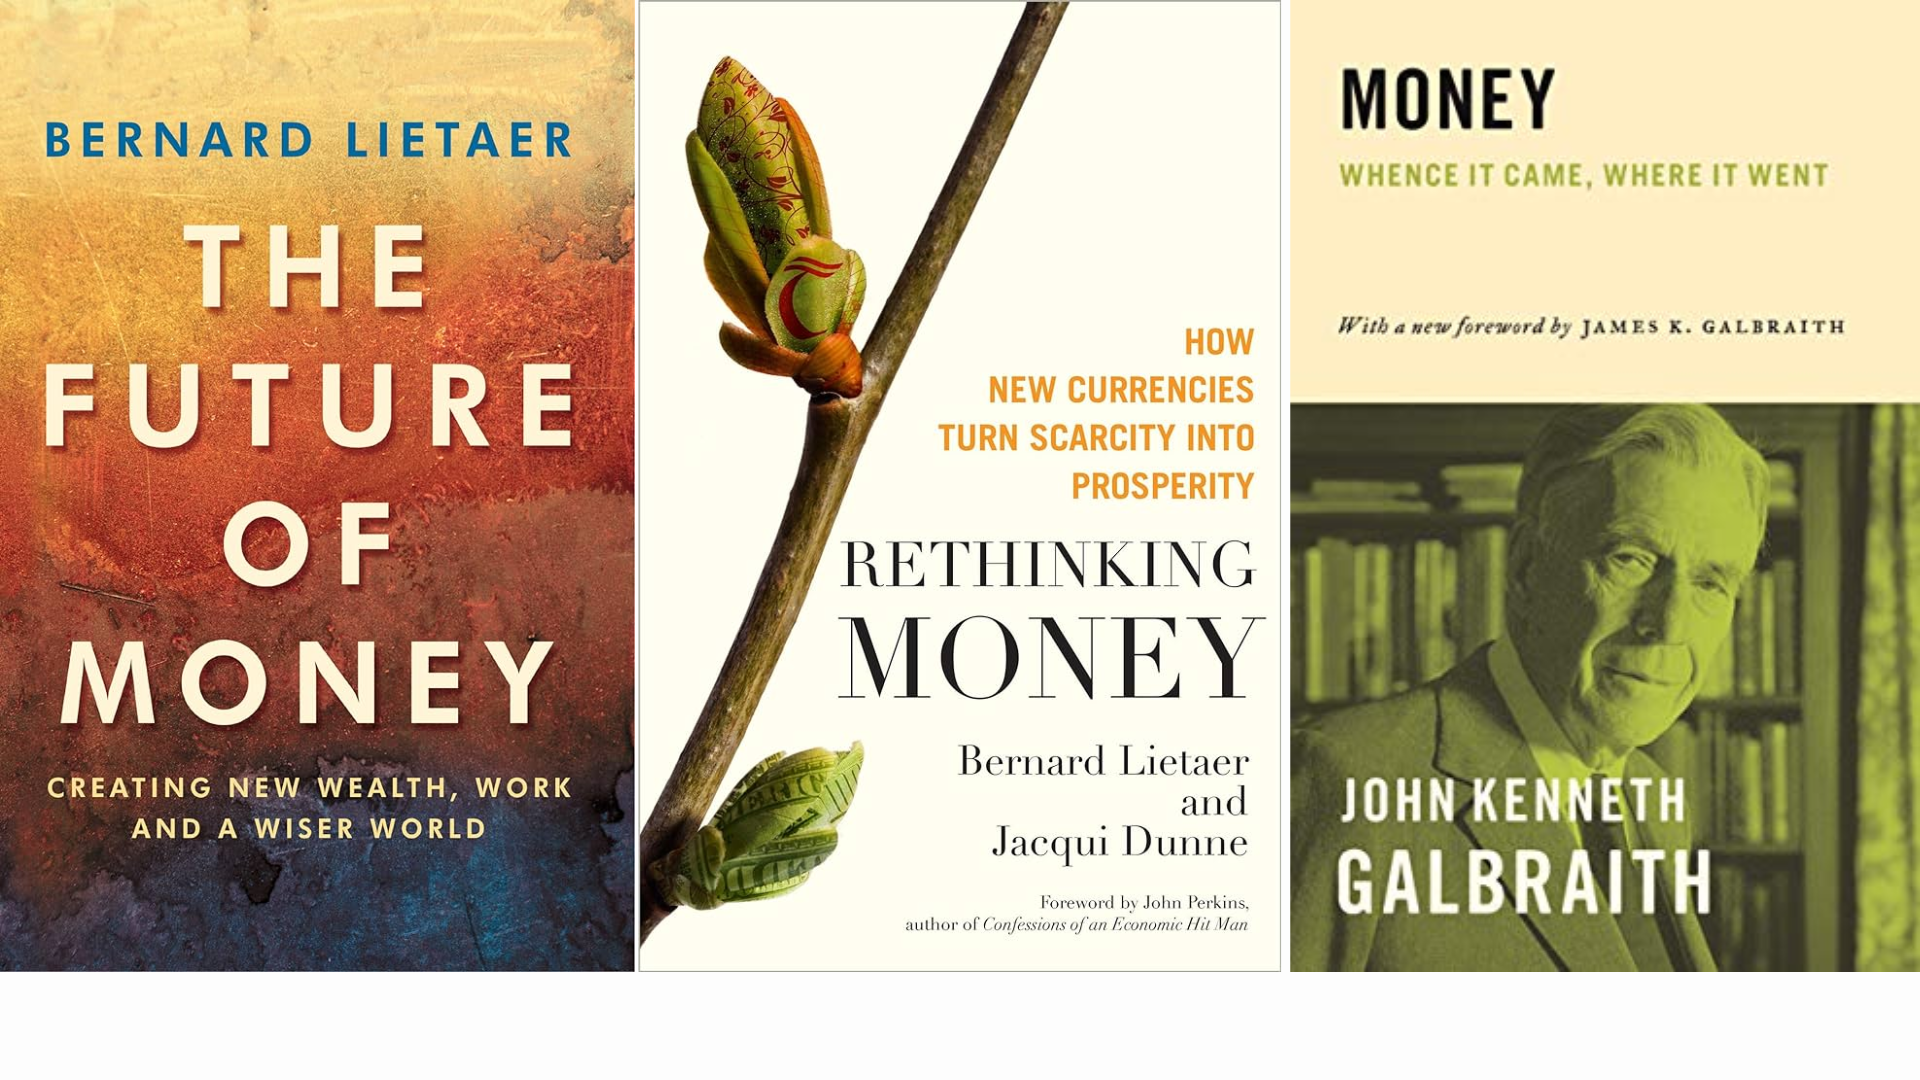 BERNARD LIETAER
THE
FUTURE
OF
MONEY
CREATING NEW WEALTH, WORK
AND A WISER WORLD
HOW
NEW CURRENCIES
TURN SCARCITY INTO
PROSPERITY
RETHINKING
MONEY
Bernard Lietaer
and
Jacqui Dunne
Foreword by John Perkins,
author of Confessions of an Economic Hit Man
MONEY
WHENCE IT CAME, WHERE IT WENT
With a new foreword by JAMES K. GALBRAITH
JOHN KENNETH
GALBRAITH